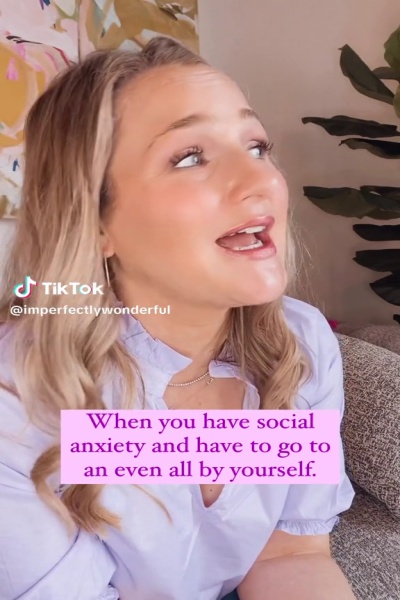 TikTok
@imperfectlywonderful
When you have social
anxiety and have to go to
an even all by yourself.